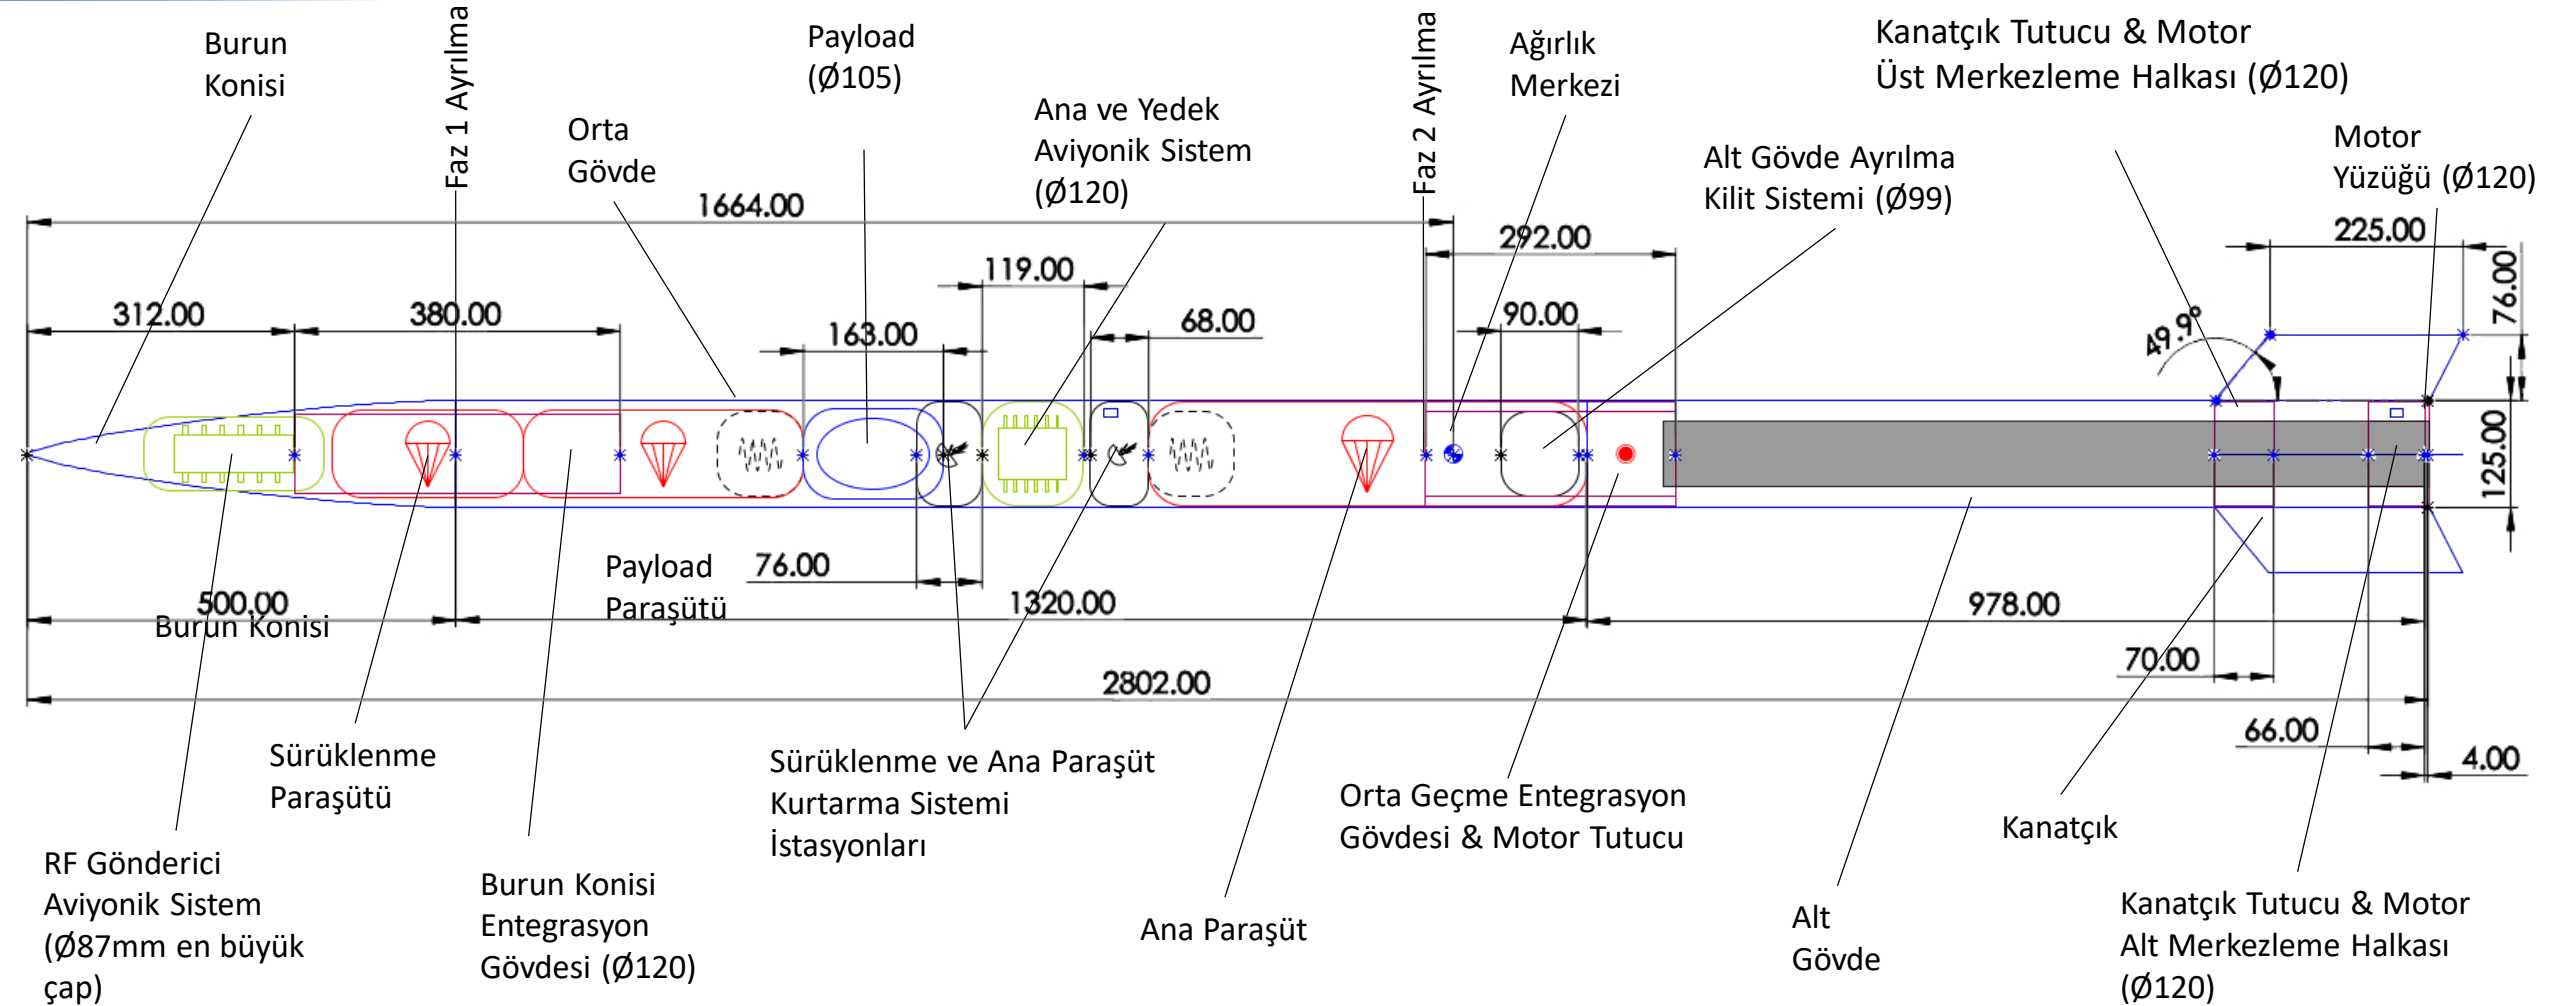 Burun
Konisi
Faz 1 Ayrılma
Orta
Gövde
Payload
(Ø105)
Ana ve Yedek
Aviyonik Sistem
(Ø120)
Faz 2 Ayrılma
Ağırlık
Merkezi
Alt Gövde Ayrılma
Kilit Sistemi (Ø99)
Kanatçık Tutucu & Motor
Üst Merkezleme Halkası (Ø120)
Motor
Yüzüğü (Ø120)
1664.00
292.00
225.00
76.00
119.00
312.00
380.00
163.00
68.00
90.00
49.9°
125.00
Payload
Paraşütü
76.00
500.00
Burun Konisi
1320.00
978.00
70.00
2802.00
66.00
4.00
Sürüklenme
Paraşütü
Sürüklenme ve Ana Paraşüt
Kurtarma Sistemi
İstasyonları
Orta Geçme Entegrasyon
Gövdesi & Motor Tutucu
Kanatçık
RF Gönderici
Aviyonik Sistem
(Ø87mm en büyük
çap)
Burun Konisi
Entegrasyon
Gövdesi (Ø120)
Ana Paraşüt
Alt
Gövde
Kanatçık Tutucu & Motor
Alt Merkezleme Halkası
(Ø120)